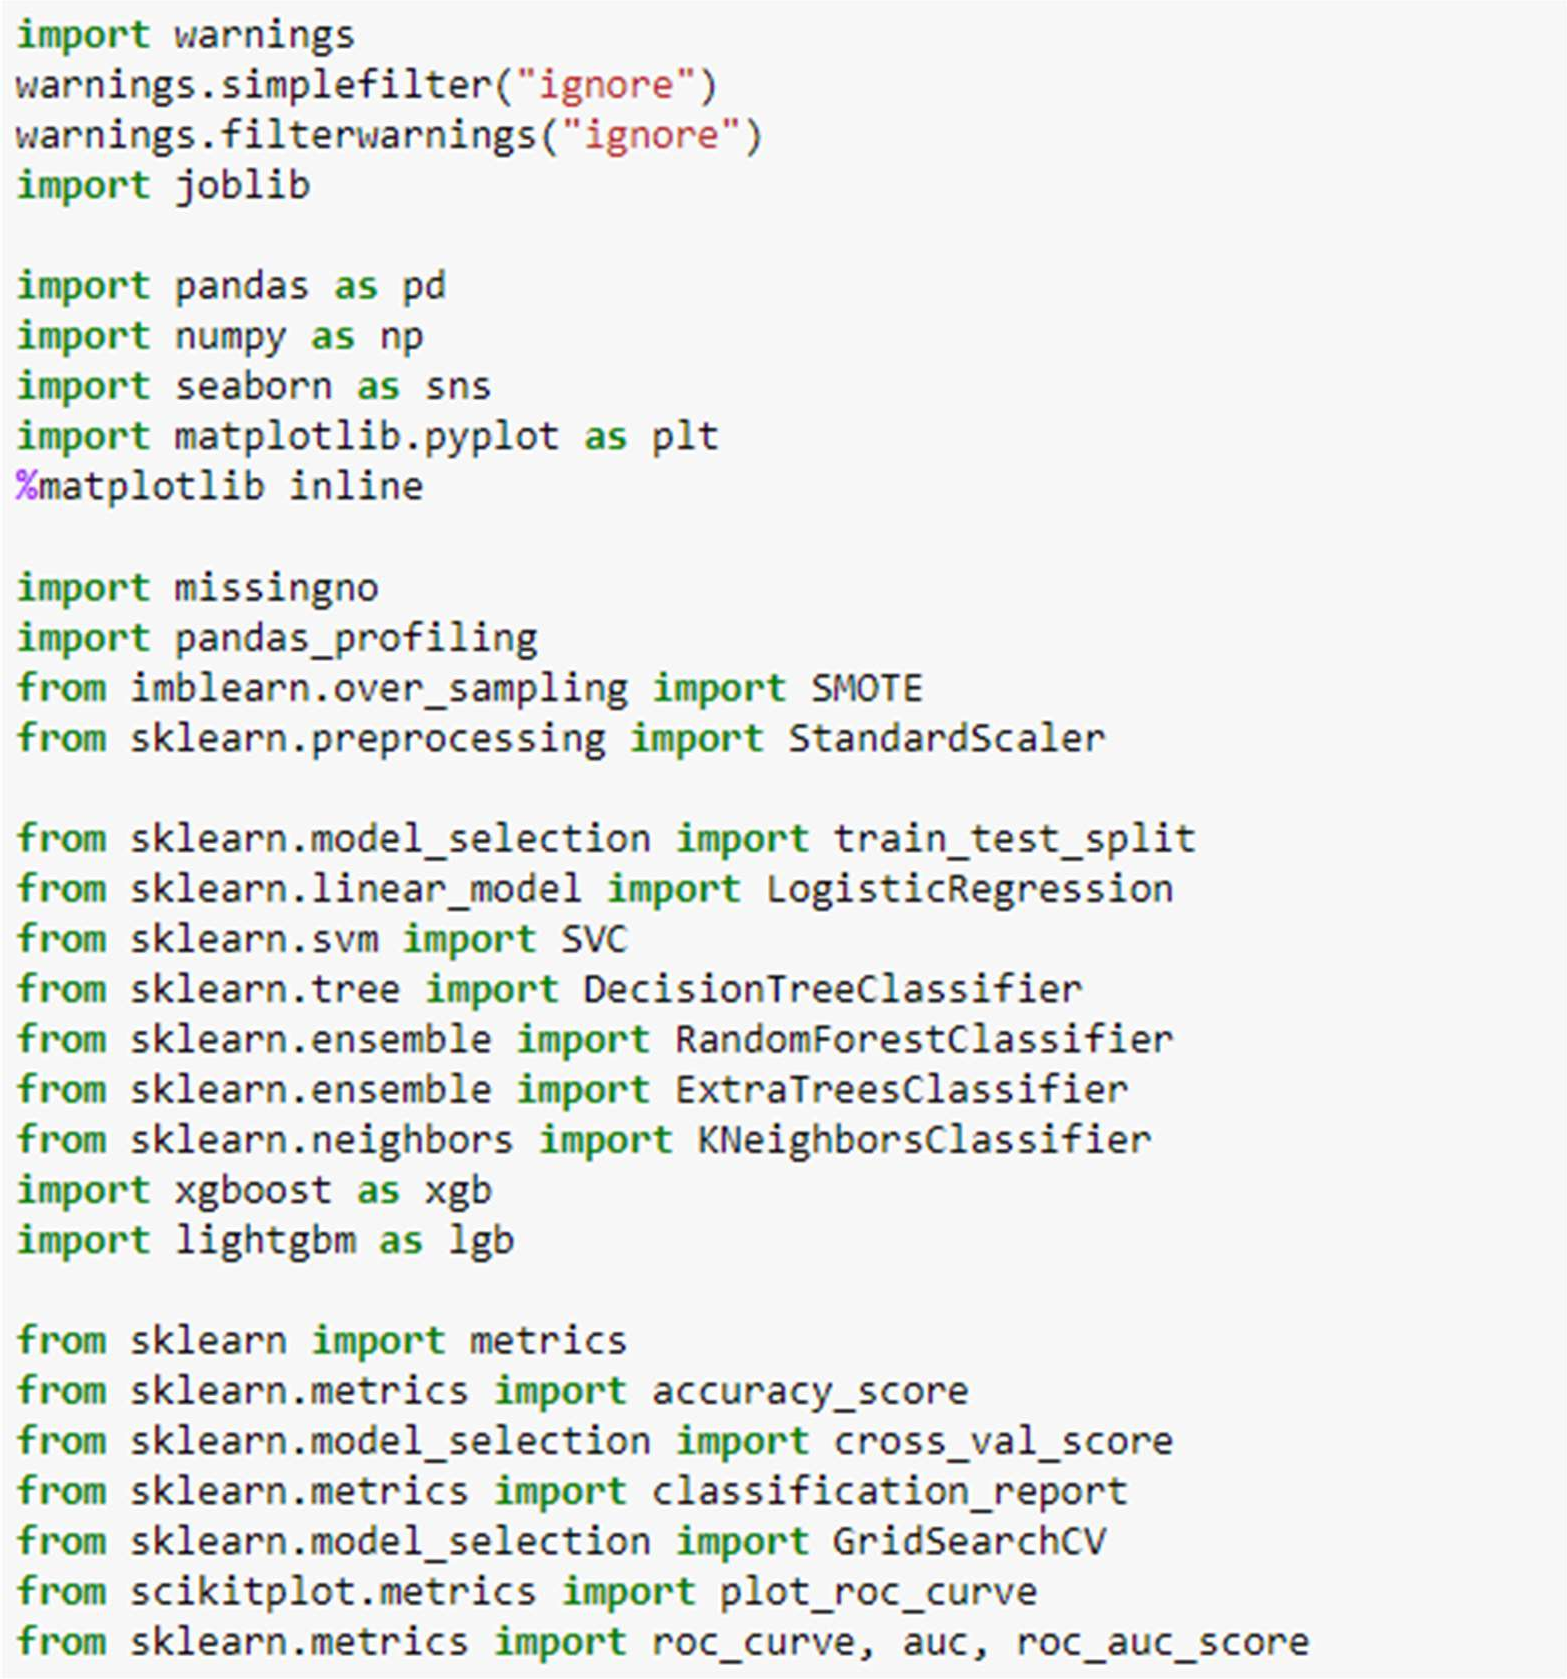 import warnings
warnings.simplefilter("ignore")
warnings.filterwarnings("ignore")
import joblib
import pandas as pd
import numpy as np
import seaborn as sns
import matplotlib.pyplot as plt
%matplotlib inline
import missingno
import pandas_profiling
from imblearn.over_sampling import SMOTE
from sklearn.preprocessing import StandardScaler
from sklearn.model_selection import train_test_split
from sklearn.linear_model import LogisticRegression
from sklearn.svm import SVC
from sklearn.tree import DecisionTreeClassifier
from sklearn.ensemble import RandomForestClassifier
from sklearn.ensemble import ExtraTreesClassifier
from sklearn.neighbors import KNeighborsClassifier
import xgboost as xgb
import lightgbm as lgb
from sklearn import metrics
from sklearn.metrics import accuracy_score
from sklearn.model_selection import cross_val_score
from sklearn.metrics import classification_report
from sklearn.model_selection import GridSearchCV
from scikitplot.metrics import plot_roc_curve
from sklearn.metrics import roc_curve, auc, roc_auc_score